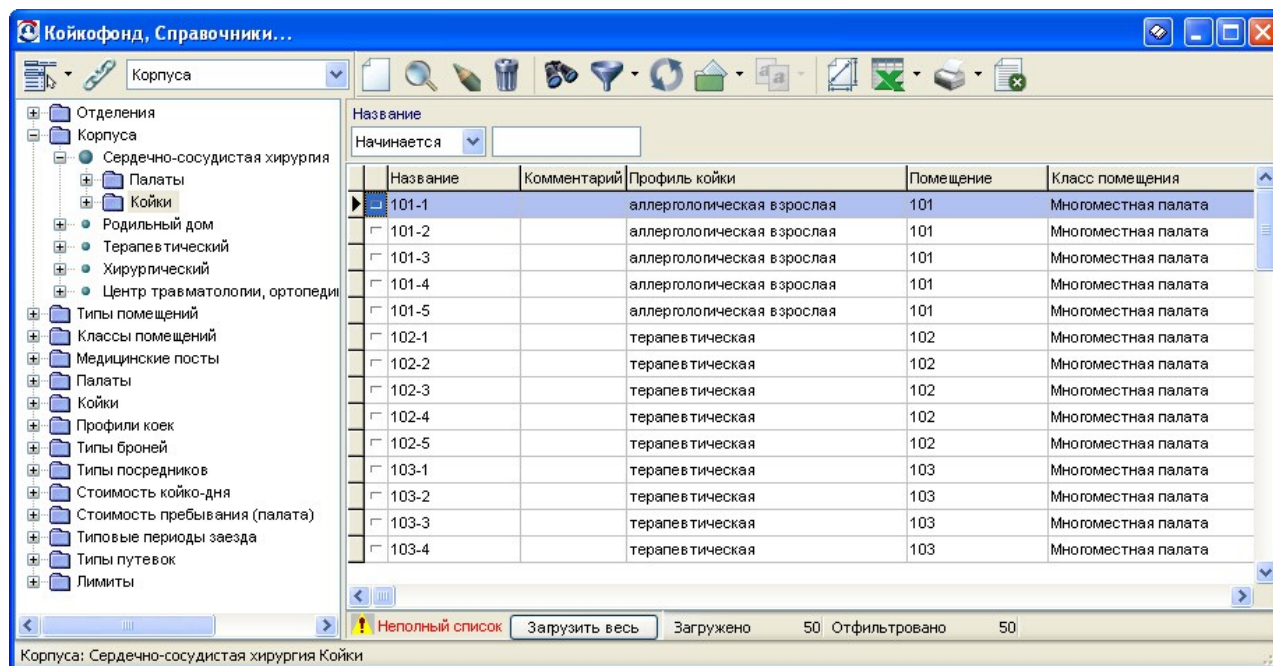 Койкофонд, Справочники...
Корпуса
Отделения
Корпуса
Сердечно-сосудистая хирургия
Палаты
Койки
Родильный дом
Терапевтический
Хирургический
Центр травматологии, ортопеди
Типы помещений
Классы помещений
Медицинские посты
Палаты
Койки
Профили коек
Типы броней
Типы посредников
Стоимость койко-дня
Стоимость пребывания (палата)
Типовые периоды заезда
Типы путевок
Лимиты
Название
Начинается
Название Комментарий Профиль койки Помещение Класс помещения
101-1 аллергологическая взрослая 101 Многоместная палата
101-2 аллергологическая взрослая 101 Многоместная палата
101-3 аллергологическая взрослая 101 Многоместная палата
101-4 аллергологическая взрослая 101 Многоместная палата
101-5 аллергологическая взрослая 101 Многоместная палата
102-1 терапевтическая 102 Многоместная палата
102-2 терапевтическая 102 Многоместная палата
102-3 терапевтическая 102 Многоместная палата
102-4 терапевтическая 102 Многоместная палата
102-5 терапевтическая 102 Многоместная палата
103-1 терапевтическая 103 Многоместная палата
103-2 терапевтическая 103 Многоместная палата
103-3 терапевтическая 103 Многоместная палата
103-4 терапевтическая 103 Многоместная палата
Неполный список Загрузить весь Загружено 50 Отфильтровано 50
Корпуса: Сердечно-сосудистая хирургия Койки